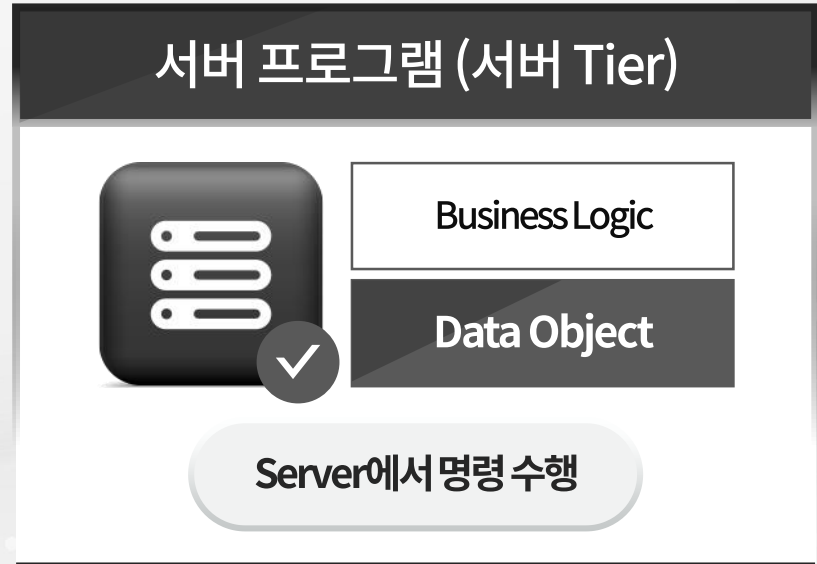 서버 프로그램 (서버 Tier)
Business Logic
Data Object
Server에서 명령 수행